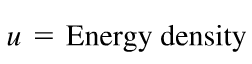 u = Energy density